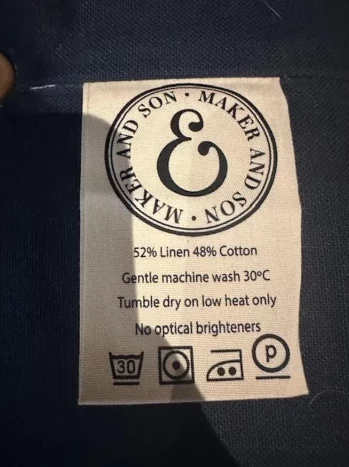 MAKER AND SON · MAKER AND SON ·
&
52% Linen 48% Cotton
Gentle machine wash 30ºC
Tumble dry on low heat only
No optical brighteners
30
P